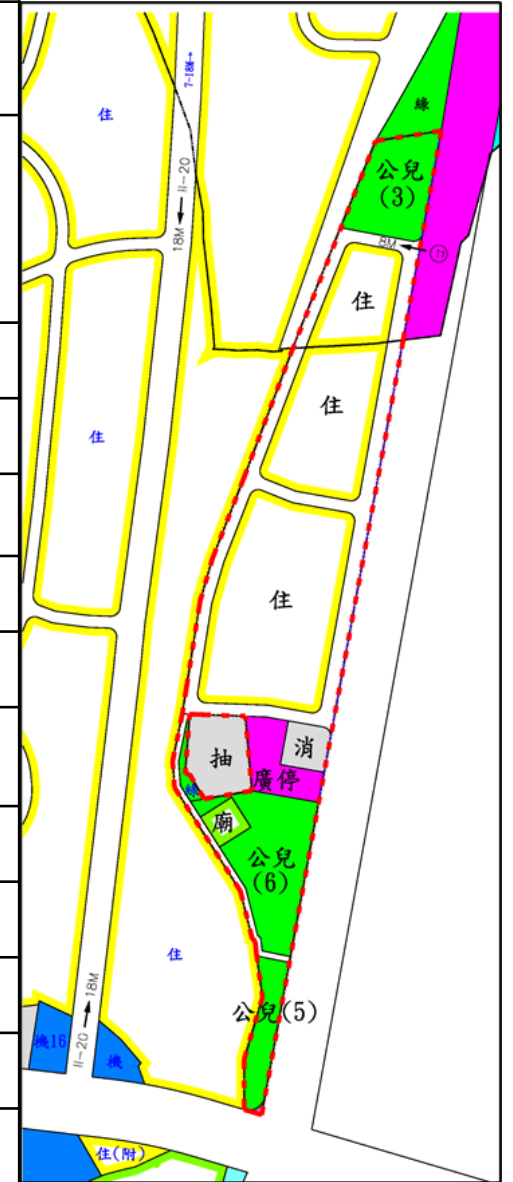 7-18M→
住
綠
公兒
(3)
18M ← II-20
8M ←
11
住
住
住
住
抽
消
綠
廣停
廟
公兒
(6)
住
公兒(5)
II-20 → 18M
機16
機
住(附)